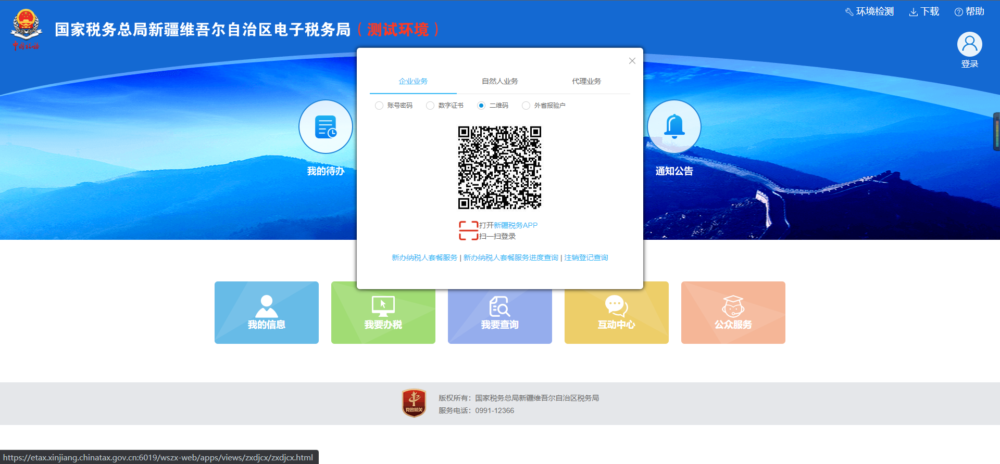 环境检测 下载 帮助
国家税务总局新疆维吾尔自治区电子税务局（测试环境）
中国税务
登录
企业业务 自然人业务 代理业务
账号密码 数字证书 二维码 外省报验户
我的待办
通知公告
打开新疆税务APP
扫一扫登录
新办纳税人套餐服务 | 新办纳税人套餐服务进度查询 | 注销登记查询
我的信息 我要办税 我要查询 互动中心 公众服务
党政机关
版权所有：国家税务总局新疆维吾尔自治区税务局
服务电话：0991-12366
https://etax.xinjiang.chinatax.gov.cn:6019/wszx-web/apps/views/zxdjcx/zxdjcx.html